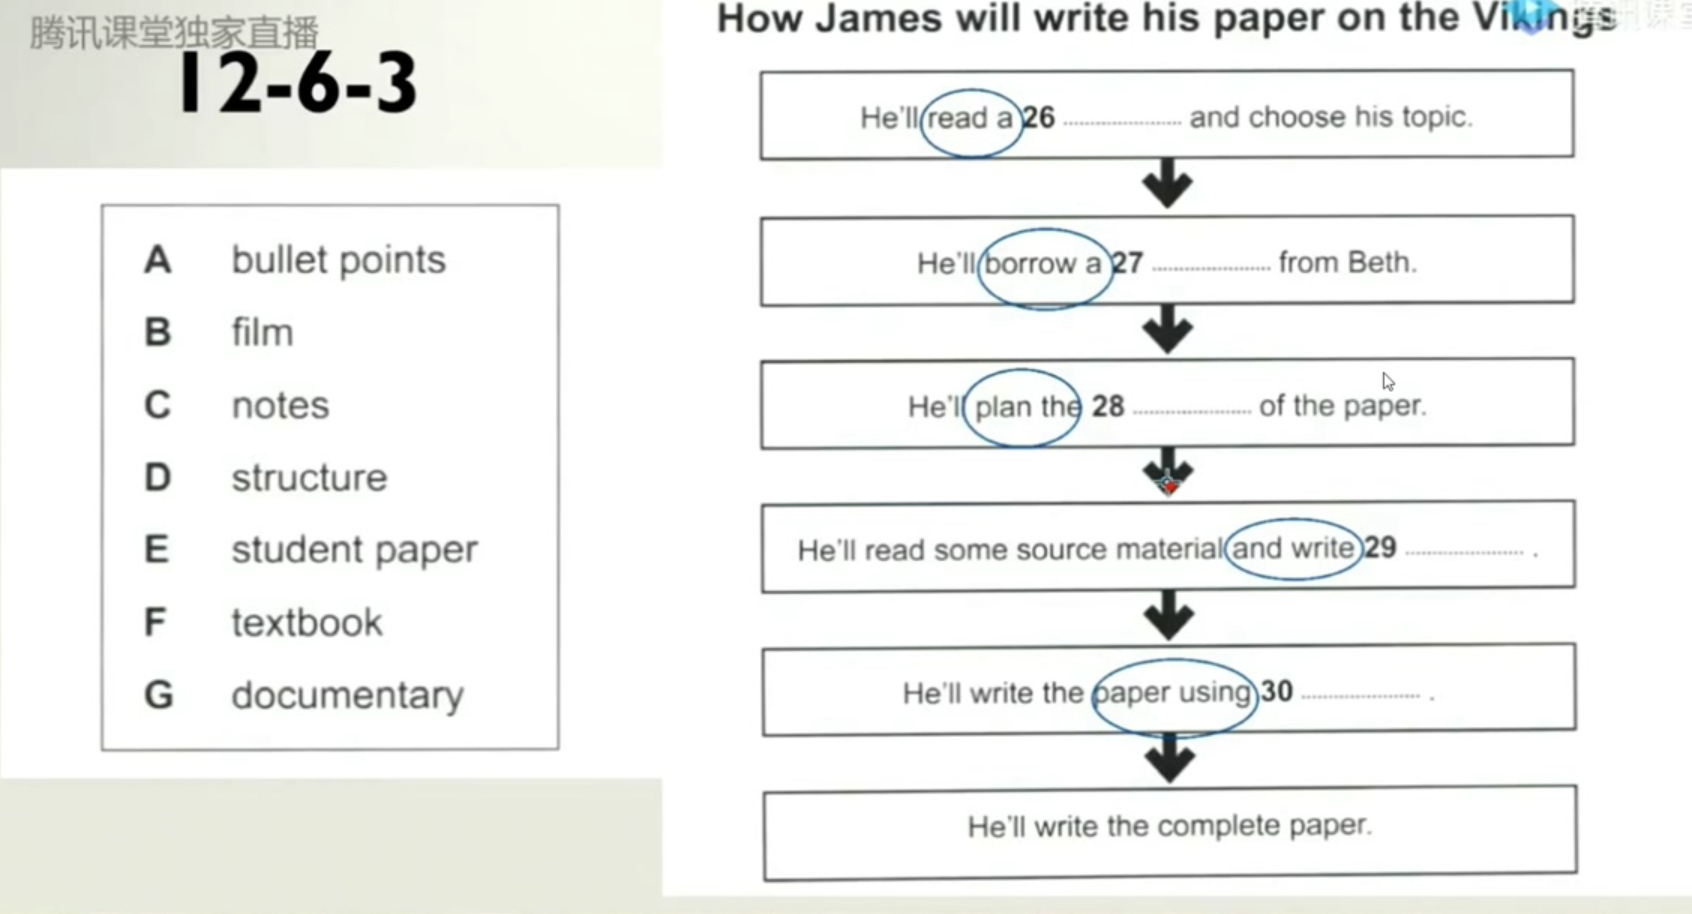 腾讯课堂独家直播
12-6-3
A bullet points
B film
C notes
D structure
E student paper
F textbook
G documentary
How James will write his paper on the Vikings
He'll read a 26 .................... and choose his topic.
He'll borrow a 27 .................... from Beth.
He'll plan the 28 .................... of the paper.
He'll read some source material and write 29 .................... .
He'll write the paper using 30 .................... .
He'll write the complete paper.